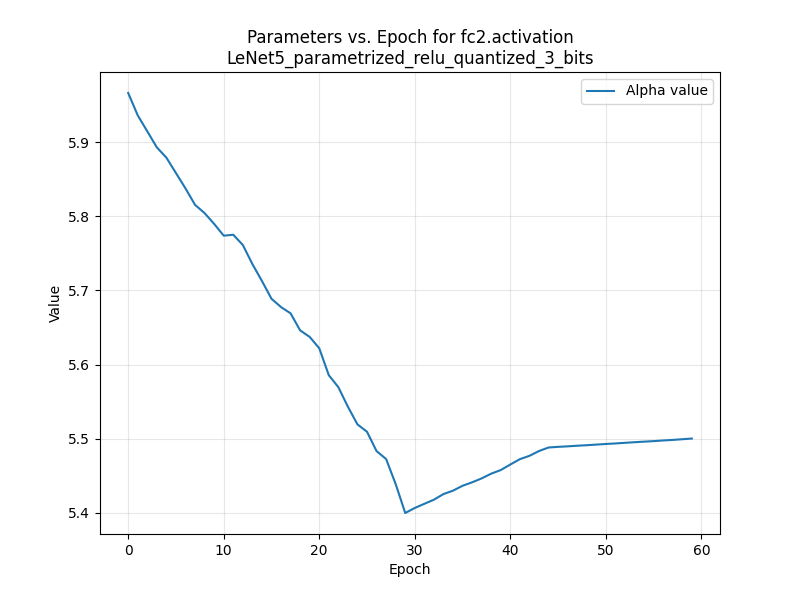 Parameters vs. Epoch for fc2.activation
LeNet5_parametrized_relu_quantized_3_bits
Alpha value
5.9
5.8
5.7
5.6
5.5
5.4
Value
0 10 20 30 40 50 60
Epoch